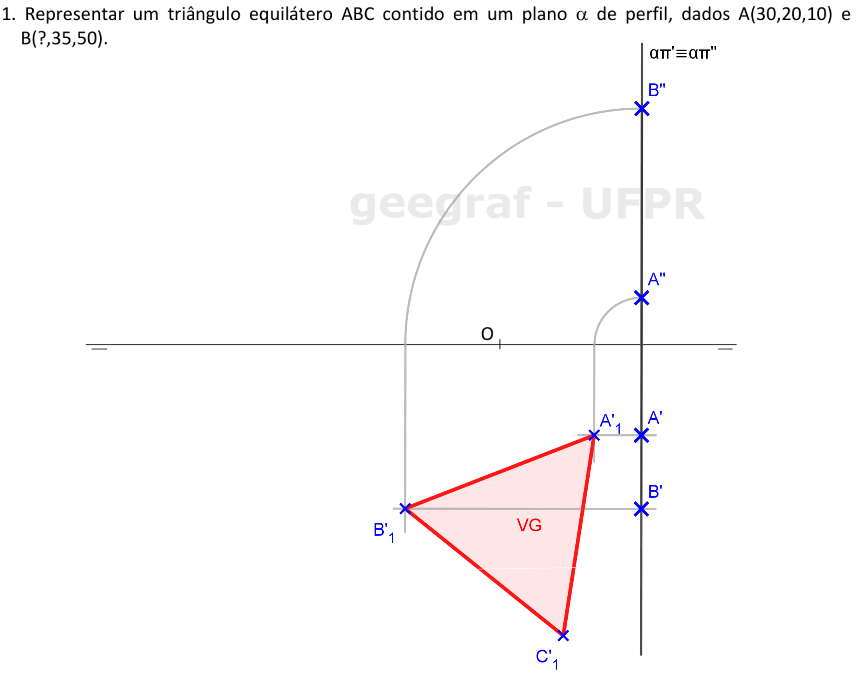 1. Representar um triângulo equilátero ABC contido em um plano α de perfil, dados A(30,20,10) e
B(?,35,50).
απ'≡απ"
B"
geegraf - UFPR
A"
O
A'1
A'
B'
B'1
VG
C'1